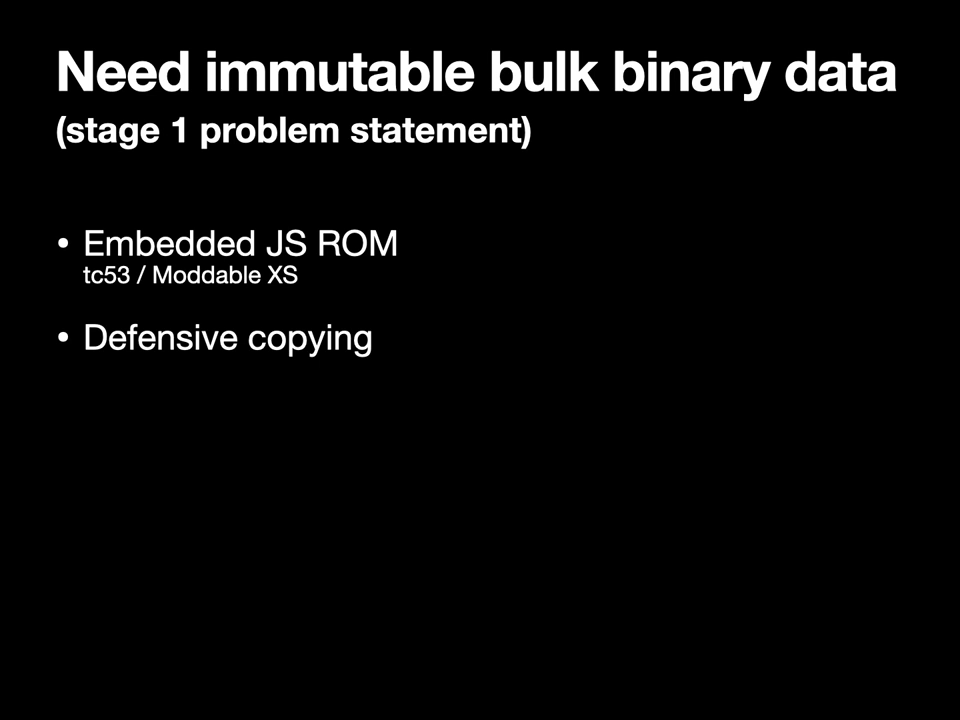 Need immutable bulk binary data
(stage 1 problem statement)
• Embedded JS ROM
tc53 / Moddable XS
• Defensive copying